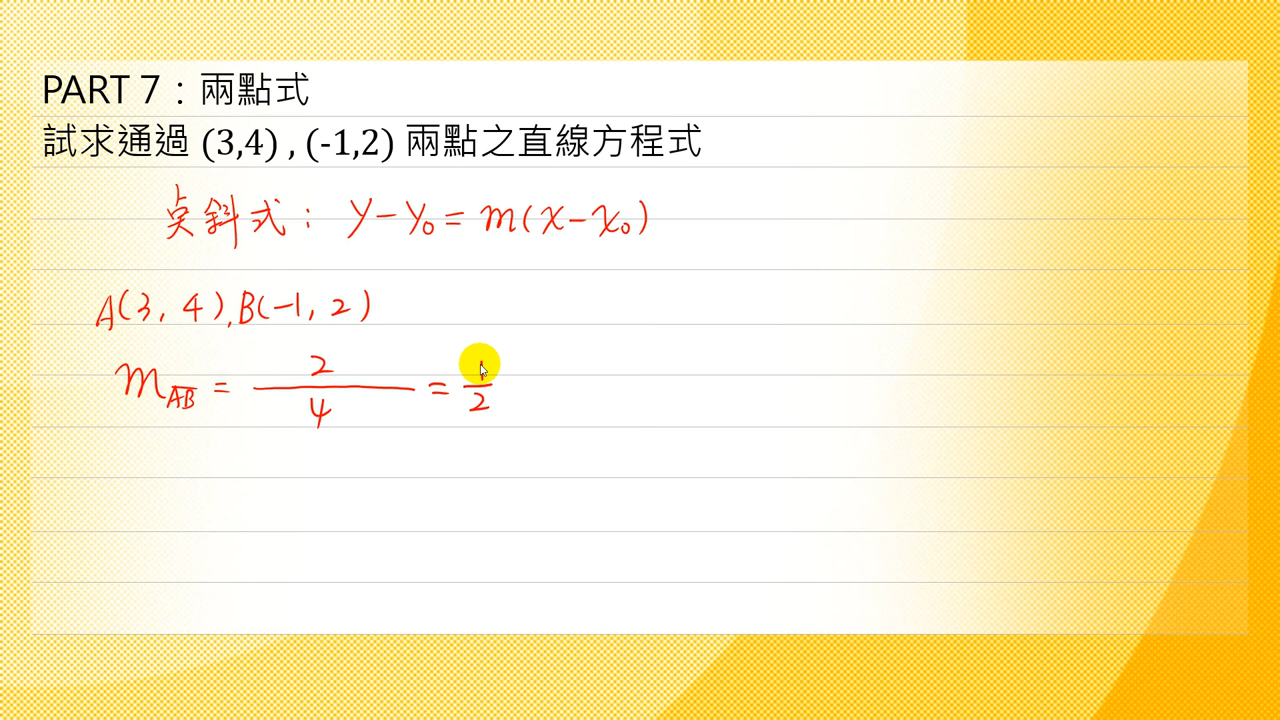 PART 7：兩點式
試求通過 (3,4) , (-1,2) 兩點之直線方程式
点斜式： y-y₀ = m(x-x₀)
A(3, 4), B(-1, 2)
m_AB = 2/4 = 1/2